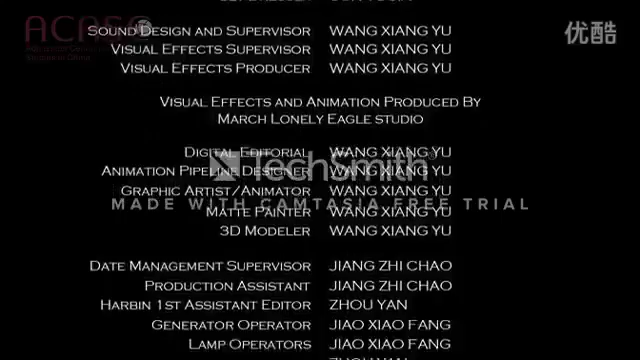 ACASE
优酷
SOUND DESIGN AND SUPERVISOR WANG XIANG YU
VISUAL EFFECTS SUPERVISOR WANG XIANG YU
VISUAL EFFECTS PRODUCER WANG XIANG YU
VISUAL EFFECTS AND ANIMATION PRODUCED BY
MARCH LONELY EAGLE STUDIO
DIGITAL EDITORIAL WANG XIANG YU
TechSmith
ANIMATION PIPELINE DESIGNER WANG XIANG YU
GRAPHIC ARTIST/ANIMATOR WANG XIANG YU
MADE WITH CAMTASIA FREE TRIAL
MATTE PAINTER WANG XIANG YU
3D MODELER WANG XIANG YU
DATE MANAGEMENT SUPERVISOR JIANG ZHI CHAO
PRODUCTION ASSISTANT JIANG ZHI CHAO
HARBIN 1ST ASSISTANT EDITOR ZHOU YAN
GENERATOR OPERATOR JIAO XIAO FANG
LAMP OPERATORS JIAO XIAO FANG